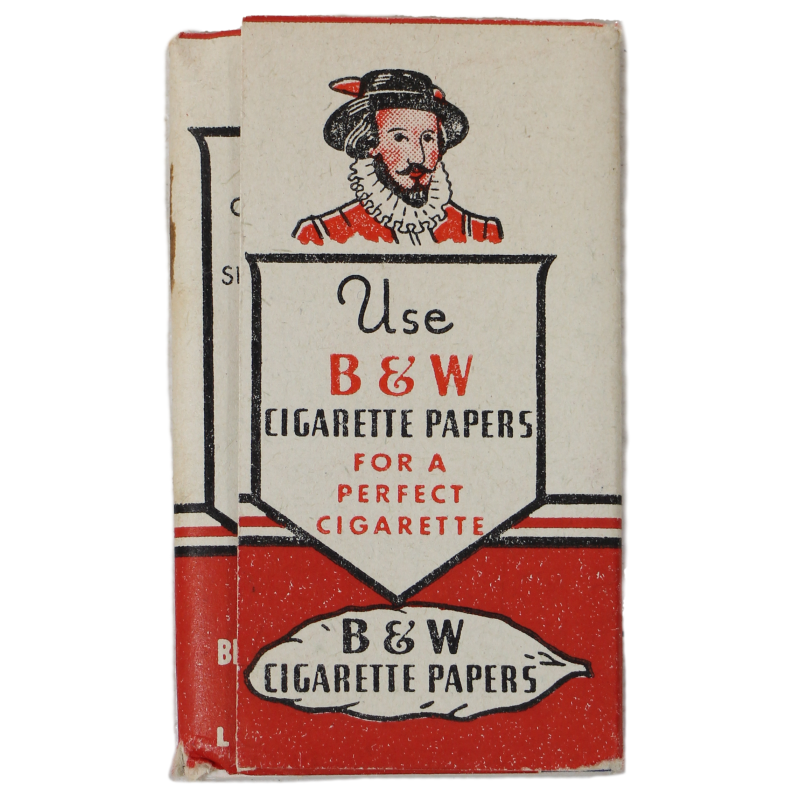 Use
B & W
CIGARETTE PAPERS
FOR A
PERFECT
CIGARETTE
B & W
CIGARETTE PAPERS